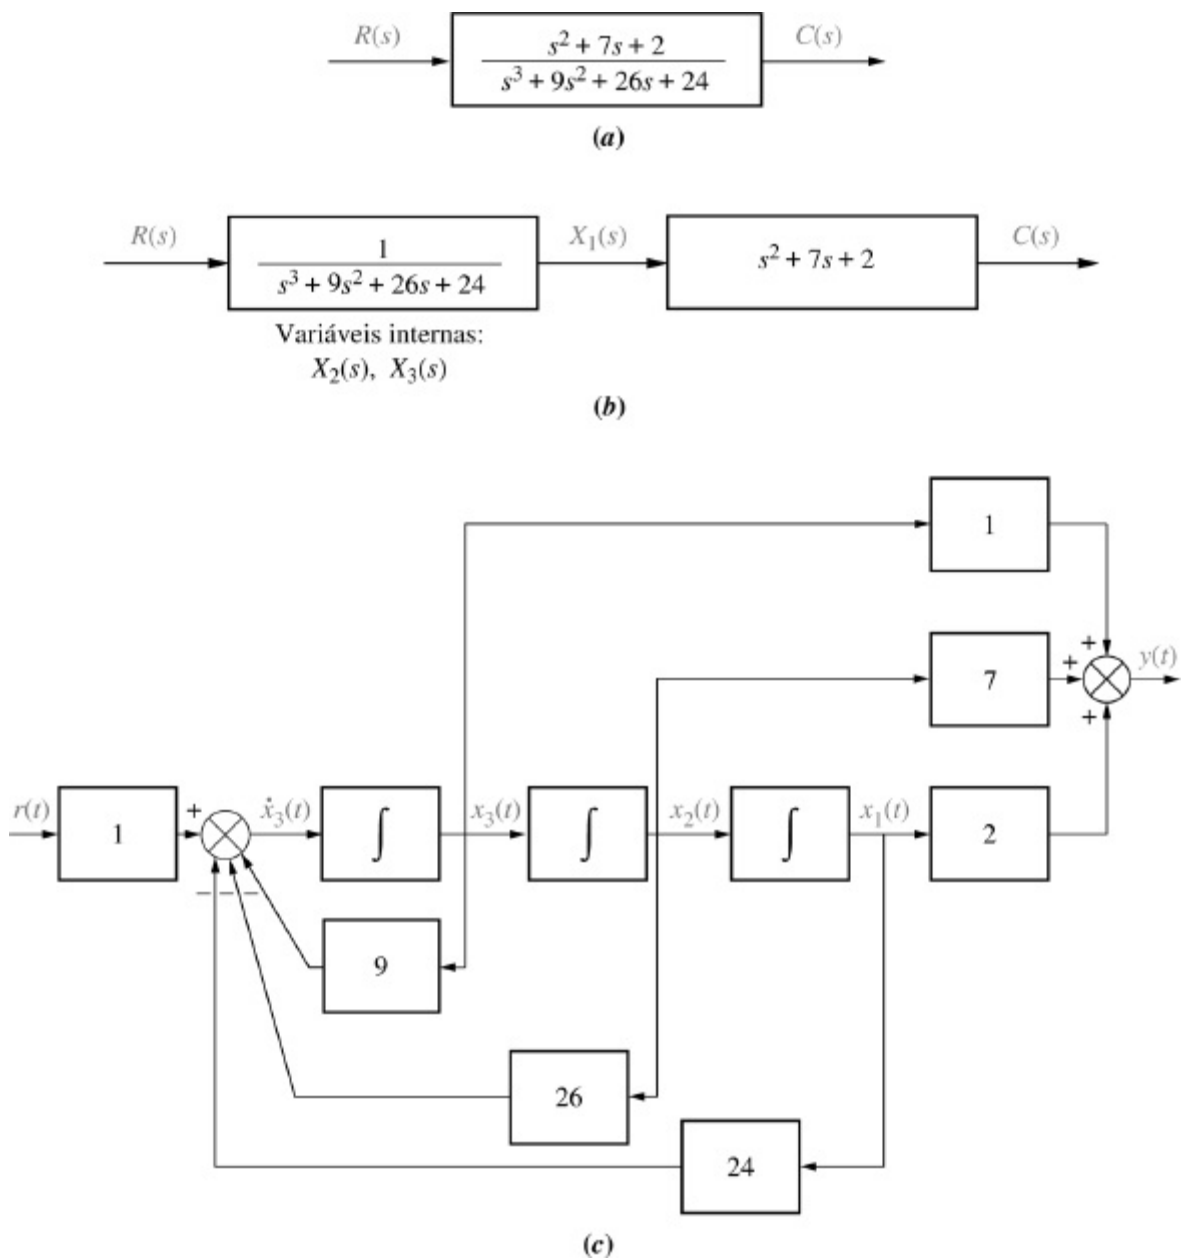 R(s) s² + 7s + 2 C(s)
s³ + 9s² + 26s + 24
(a)
R(s) 1 X₁(s) s² + 7s + 2 C(s)
s³ + 9s² + 26s + 24
Variáveis internas:
X₂(s), X₃(s)
(b)
1
+
+ y(t)
7
+
r(t) 1 + ẋ₃(t) ∫ x₃(t) ∫ x₂(t) ∫ x₁(t) 2
− − −
9
26
24
(c)